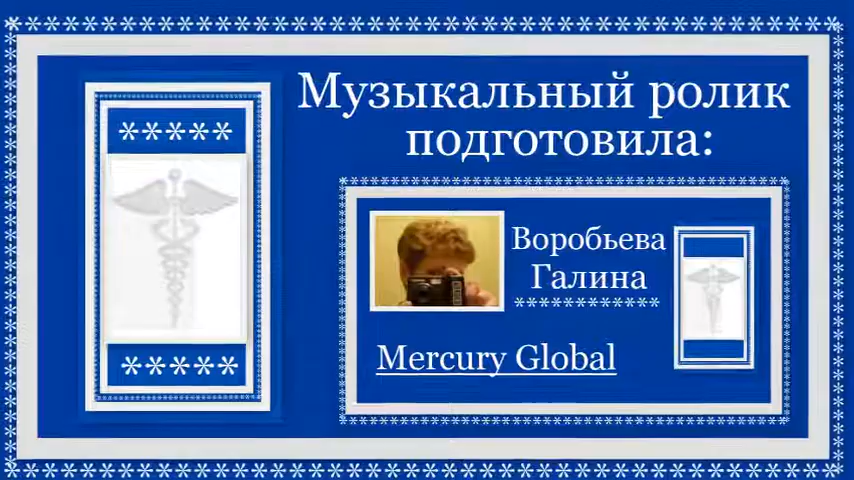 Музыкальный ролик
подготовила:
*****
Воробьева
Галина
************
Mercury Global
*****